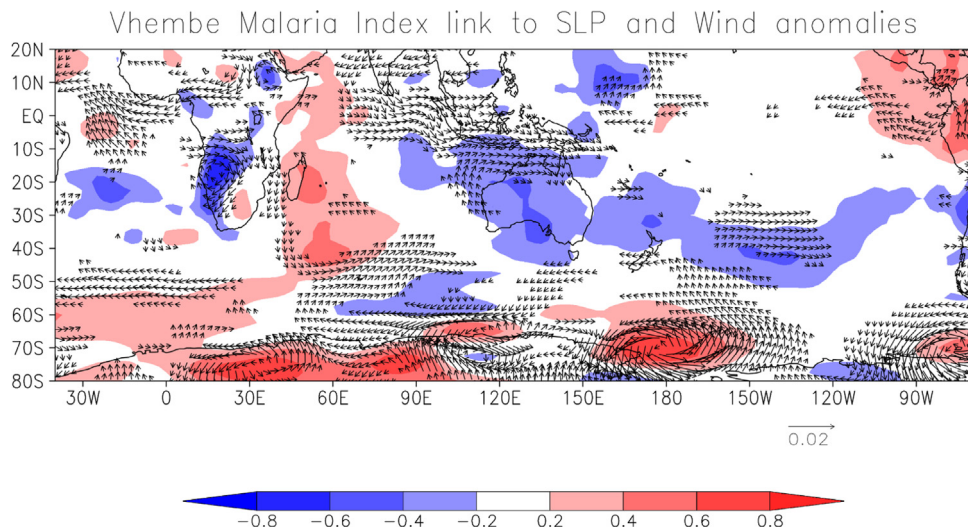 Vhembe Malaria Index link to SLP and Wind anomalies
20N
10N
EQ
10S
20S
30S
40S
50S
60S
70S
80S
30W 0 30E 60E 90E 120E 150E 180 150W 120W 90W
0.02
-0.8 -0.6 -0.4 -0.2 0.2 0.4 0.6 0.8